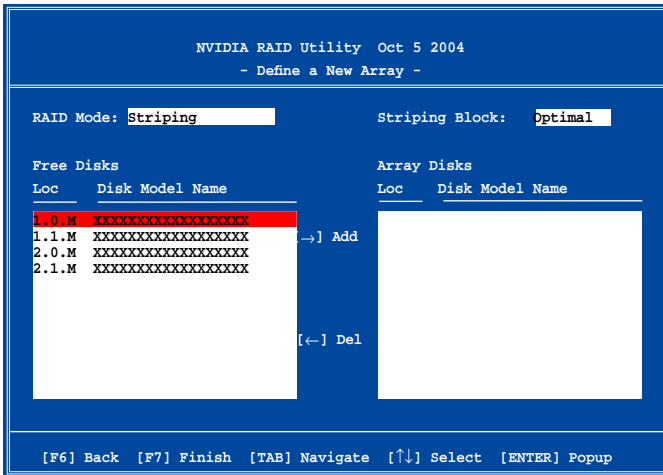 NVIDIA RAID Utility Oct 5 2004
- Define a New Array -
RAID Mode: Striping
Striping Block: Optimal
Free Disks
Loc Disk Model Name
1.0.M XXXXXXXXXXXXXXXXXX
1.1.M XXXXXXXXXXXXXXXXXX
2.0.M XXXXXXXXXXXXXXXXXX
2.1.M XXXXXXXXXXXXXXXXXX
[→] Add
[←] Del
Array Disks
Loc Disk Model Name
[F6] Back [F7] Finish [TAB] Navigate [↑↓] Select [ENTER] Popup